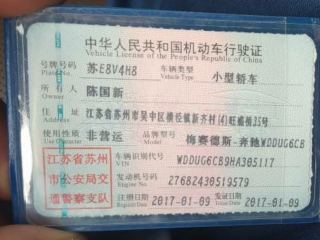 中华人民共和国机动车行驶证
Vehicle License of the People's Republic of China
号牌号码 苏E8V4H8 车辆类型 小型轿车
Plate No. Vehicle Type
所有人 陈国新
Owner
住址 江苏省苏州市吴中区横泾镇新齐村(4)旺盛桥35号
Address
使用性质 非营运 品牌型号 梅赛德斯-奔驰WDDUG6CB
Use Character Model
江苏省苏州
市公安局交
通警察支队
车辆识别代号 WDDUG6CB9HA305117
VIN
发动机号码 27682430519579
Engine No.
注册日期 2017-01-09 发证日期 2017-01-09
Register Date Issue Date